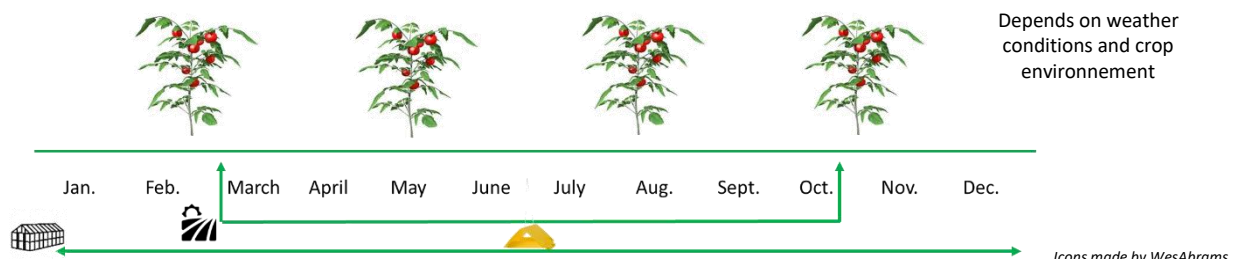 Depends on weather
conditions and crop
environnement
Jan. Feb. March April May June July Aug. Sept. Oct. Nov. Dec.
Icons made by WesAbrams